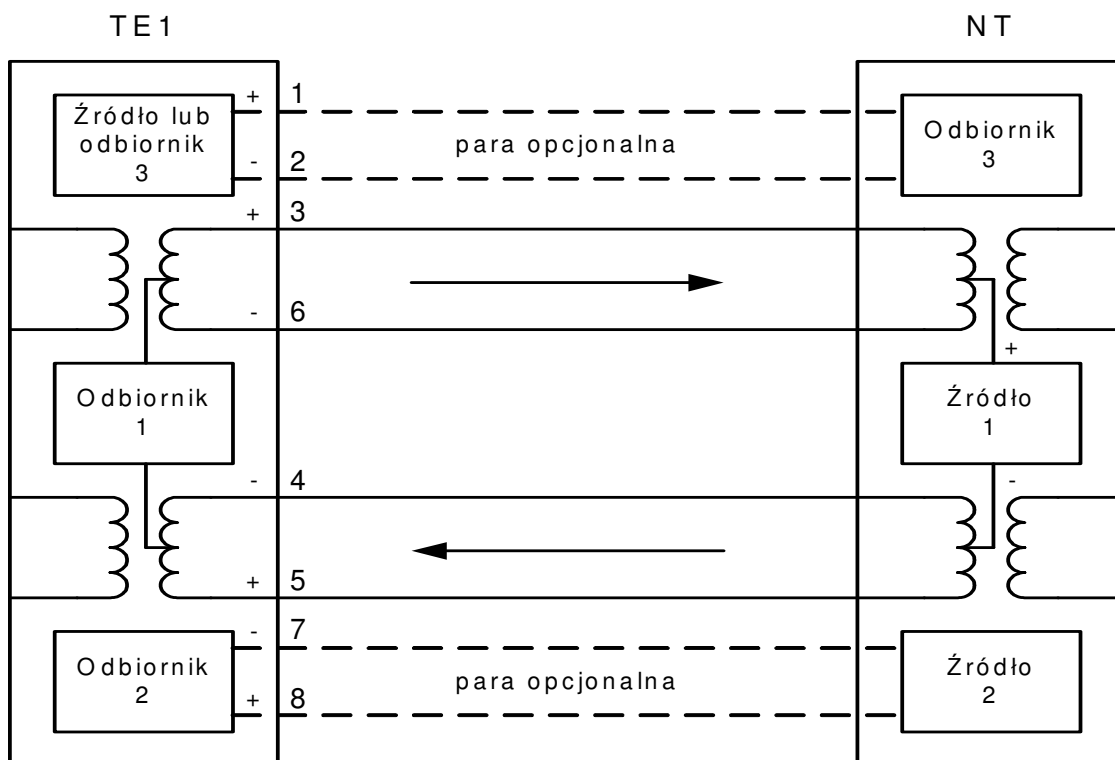 TE1
NT
Źródło lub
odbiornik
3
+ 1
para opcjonalna
- 2
Odbiornik
3
+ 3
- 6
Odbiornik
1
+
Źródło
1
-
- 4
+ 5
Odbiornik
2
- 7
para opcjonalna
+ 8
Źródło
2